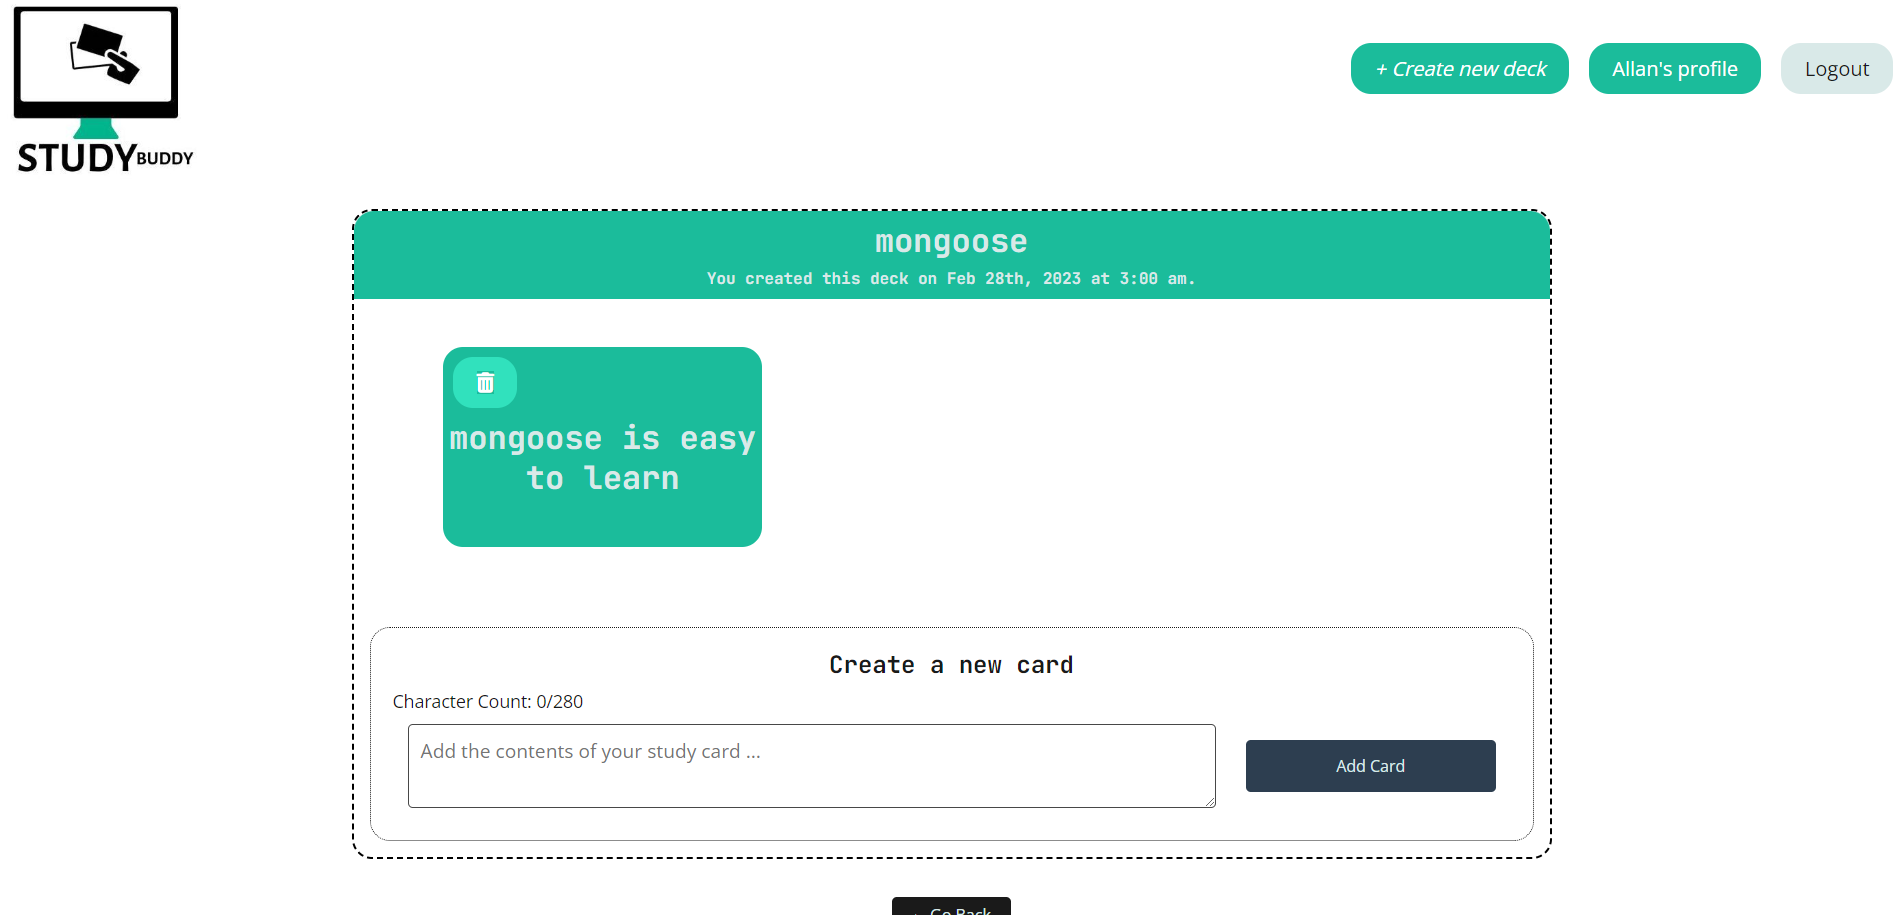 STUDYBUDDY
+ Create new deck
Allan's profile
Logout
mongoose
You created this deck on Feb 28th, 2023 at 3:00 am.
mongoose is easy
to learn
Create a new card
Character Count: 0/280
Add the contents of your study card ...
Add Card
Go Back